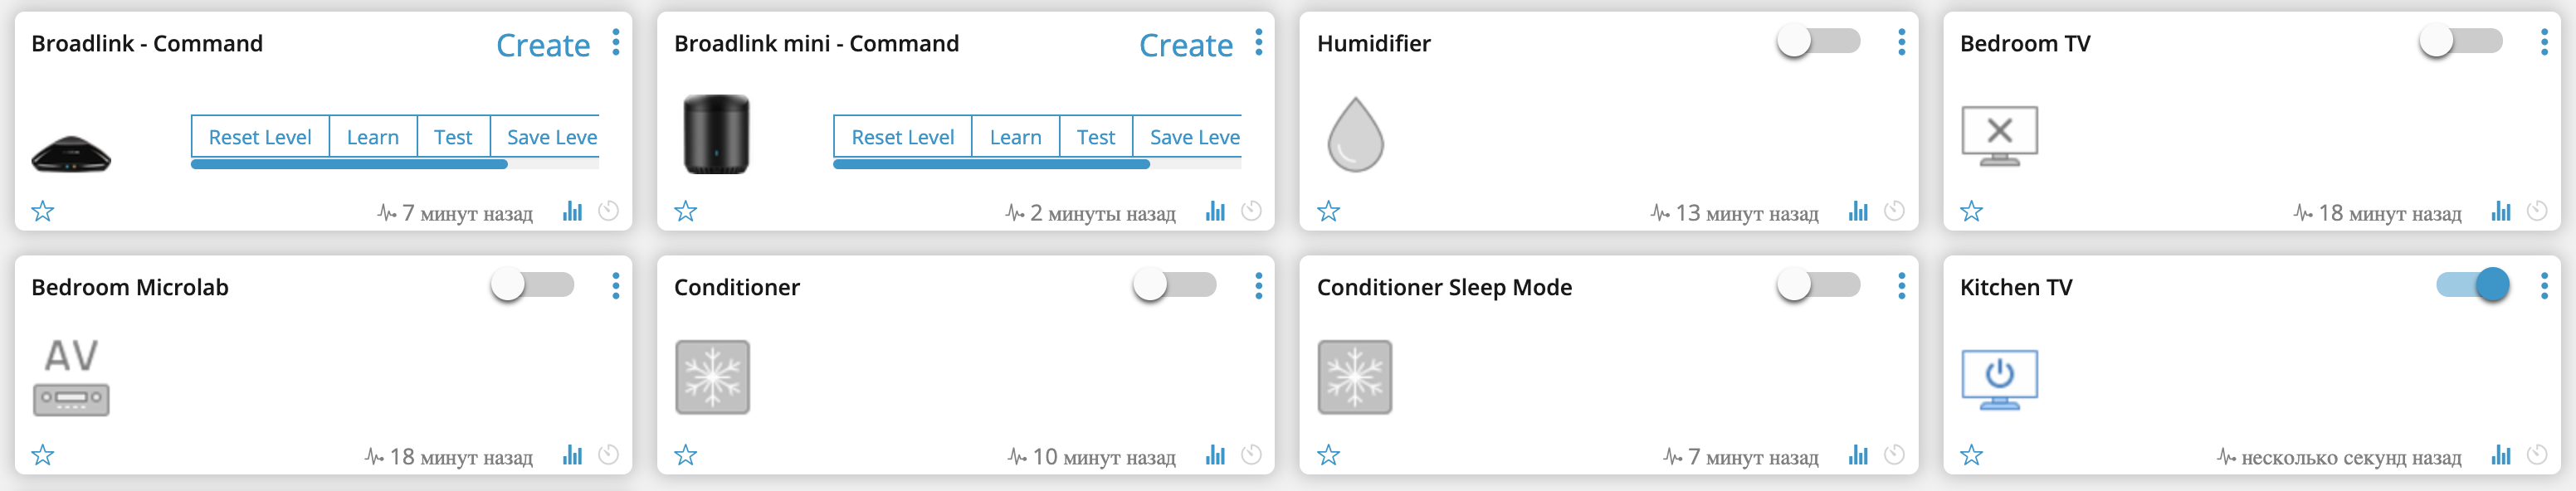 Broadlink - Command
Create
Reset Level
Learn
Test
Save Leve
7 минут назад
Broadlink mini - Command
Create
Reset Level
Learn
Test
Save Leve
2 минуты назад
Humidifier
13 минут назад
Bedroom TV
18 минут назад
Bedroom Microlab
AV
18 минут назад
Conditioner
10 минут назад
Conditioner Sleep Mode
7 минут назад
Kitchen TV
несколько секунд назад